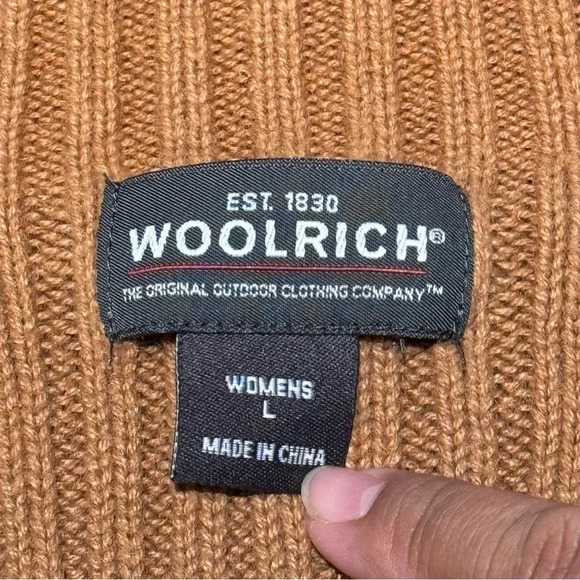 EST. 1830
WOOLRICH®
THE ORIGINAL OUTDOOR CLOTHING COMPANY™
WOMENS
L
MADE IN CHINA